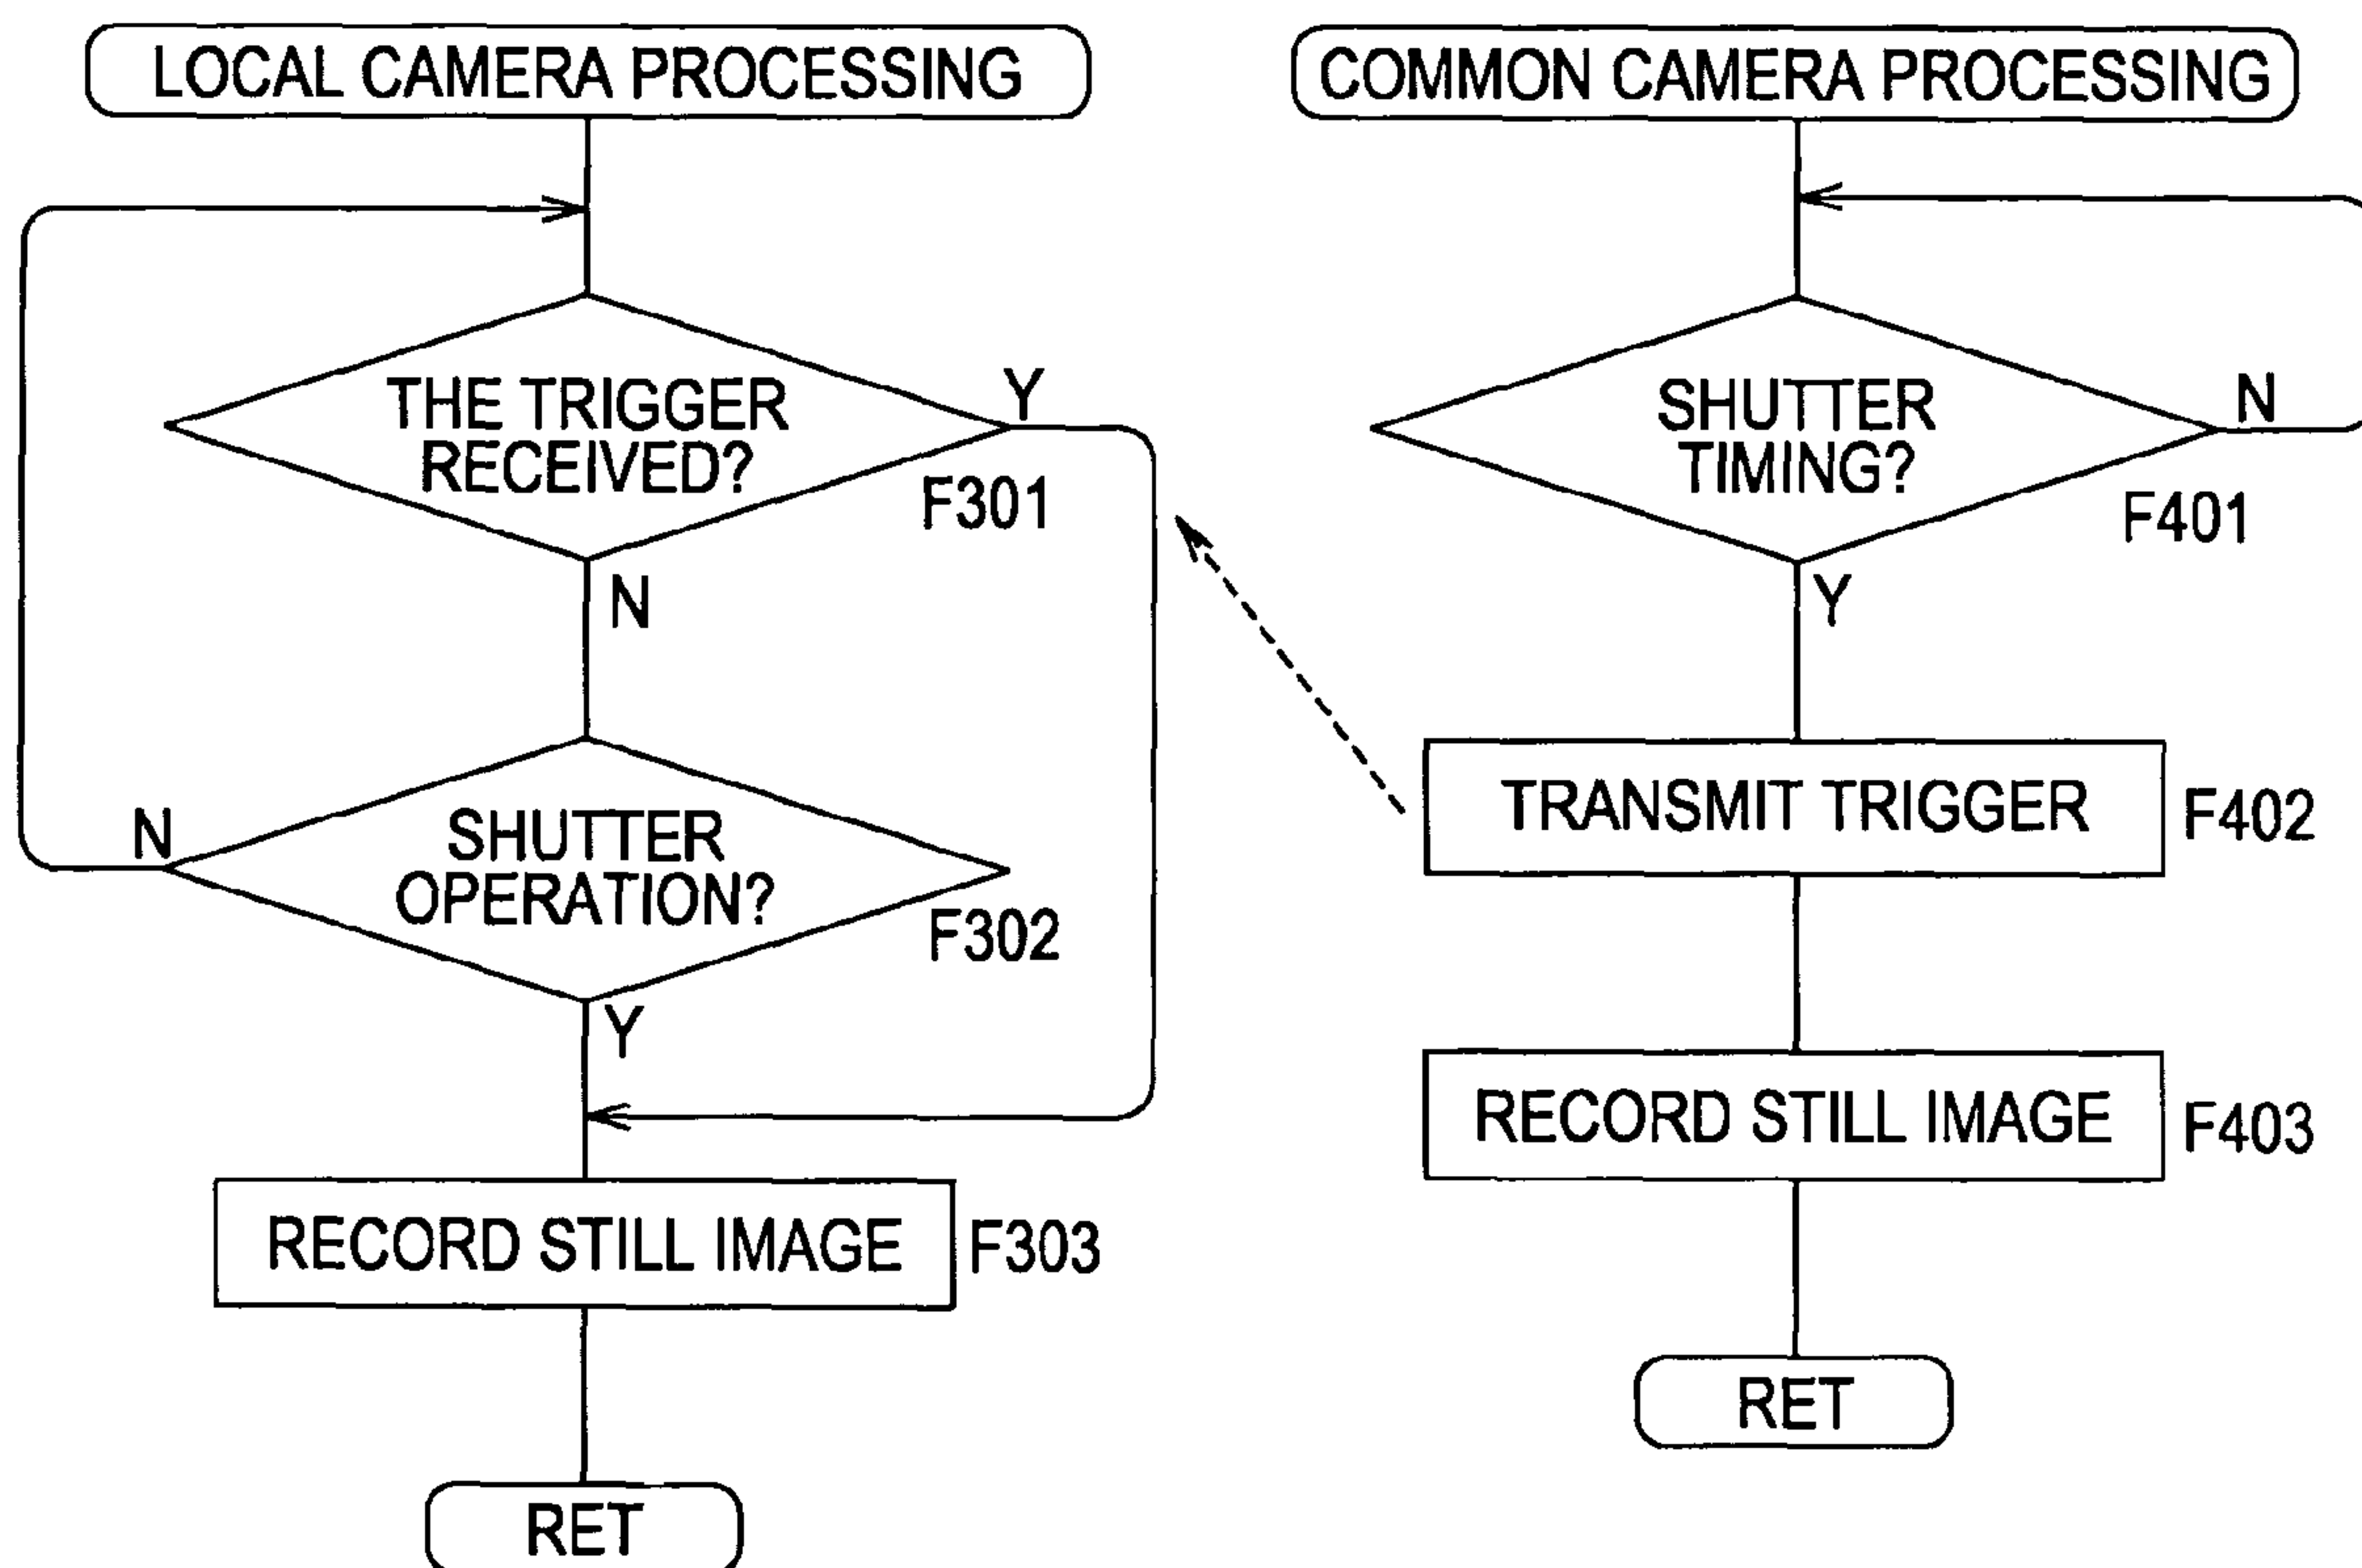 LOCAL CAMERA PROCESSING
THE TRIGGER
RECEIVED?
Y
F301
N
SHUTTER
OPERATION?
N
F302
Y
RECORD STILL IMAGE
F303
RET
COMMON CAMERA PROCESSING
SHUTTER
TIMING?
N
F401
Y
TRANSMIT TRIGGER
F402
RECORD STILL IMAGE
F403
RET